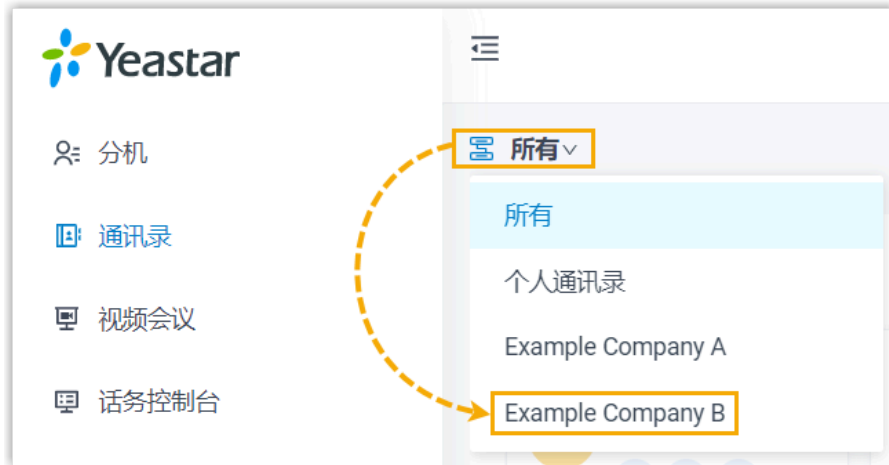 Yeastar
分机
通讯录
视频会议
话务控制台
所有
所有
个人通讯录
Example Company A
Example Company B